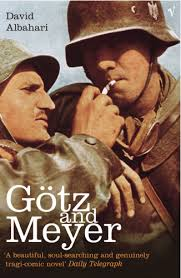 David
Albahari
V
Götz
and
Meyer
'A beautiful, soul-searching and genuinely
tragi-comic novel' Daily Telegraph